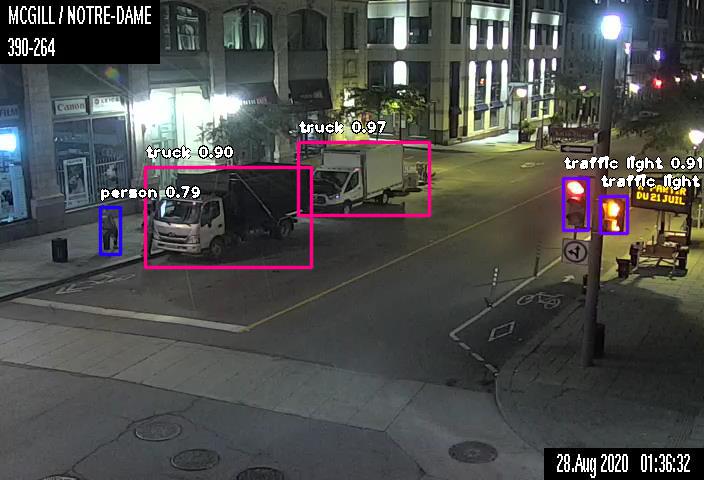 MCGILL / NOTRE-DAME
390-264
truck 0.97
truck 0.90
traffic light 0.91
traffic light
person 0.79
Canon
À PARTIR
DU 21 JUIL
28.Aug 2020 01:36:32